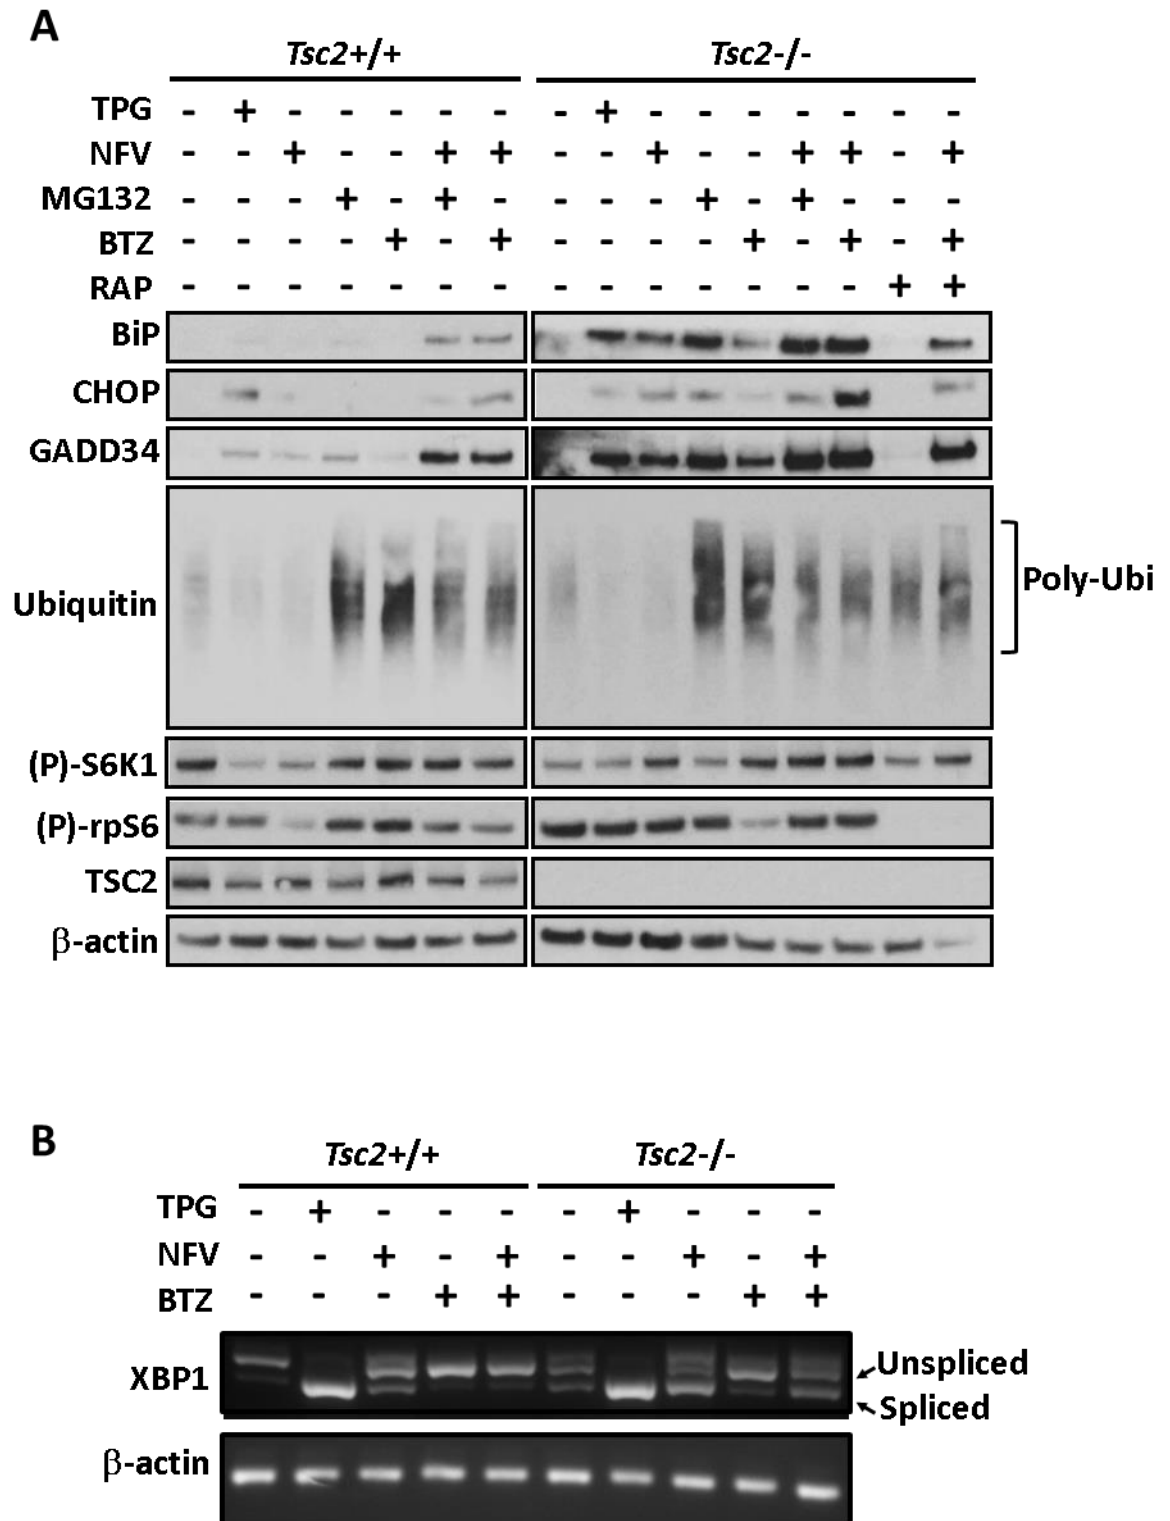 A
Tsc2+/+ Tsc2-/-
TPG - + - - - - - - + - - - - - - -
NFV - - + - - + + - - + - - + + - +
MG132 - - - + - + - - - - + - + - - -
BTZ - - - - + - + - - - - + - + - +
RAP - - - - - - - - - - - - - - + +
BiP
CHOP
GADD34
Ubiquitin
Poly-Ubi
(P)-S6K1
(P)-rpS6
TSC2
β-actin
B
Tsc2+/+ Tsc2-/-
TPG - + - - - - + - - -
NFV - - + - + - - + - +
BTZ - - - + + - - - + +
XBP1
Unspliced
Spliced
β-actin